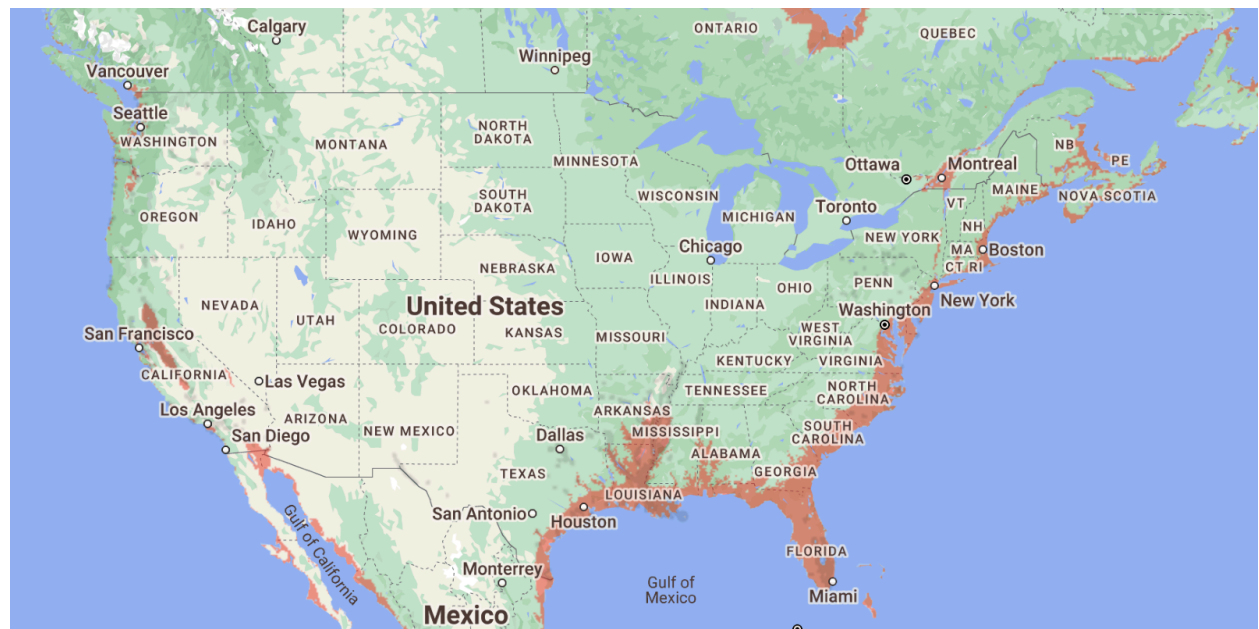 Calgary
ONTARIO
QUEBEC
Winnipeg
Vancouver
Seattle
WASHINGTON
MONTANA
NORTH
DAKOTA
MINNESOTA
Ottawa
Montreal
NB
PE
MAINE
NOVA SCOTIA
OREGON
IDAHO
SOUTH
DAKOTA
WISCONSIN
MICHIGAN
Toronto
VT
NH
NEW YORK
MA
Boston
CT RI
WYOMING
Chicago
IOWA
NEBRASKA
ILLINOIS
OHIO
PENN
New York
NEVADA
UTAH
United States
COLORADO
KANSAS
MISSOURI
INDIANA
Washington
WEST
VIRGINIA
San Francisco
CALIFORNIA
Las Vegas
KENTUCKY
VIRGINIA
OKLAHOMA
TENNESSEE
NORTH
CAROLINA
Los Angeles
ARIZONA
NEW MEXICO
ARKANSAS
MISSISSIPPI
SOUTH
CAROLINA
San Diego
Dallas
ALABAMA
TEXAS
GEORGIA
LOUISIANA
San Antonio
Houston
Gulf of California
FLORIDA
Monterrey
Gulf of
Mexico
Miami
Mexico